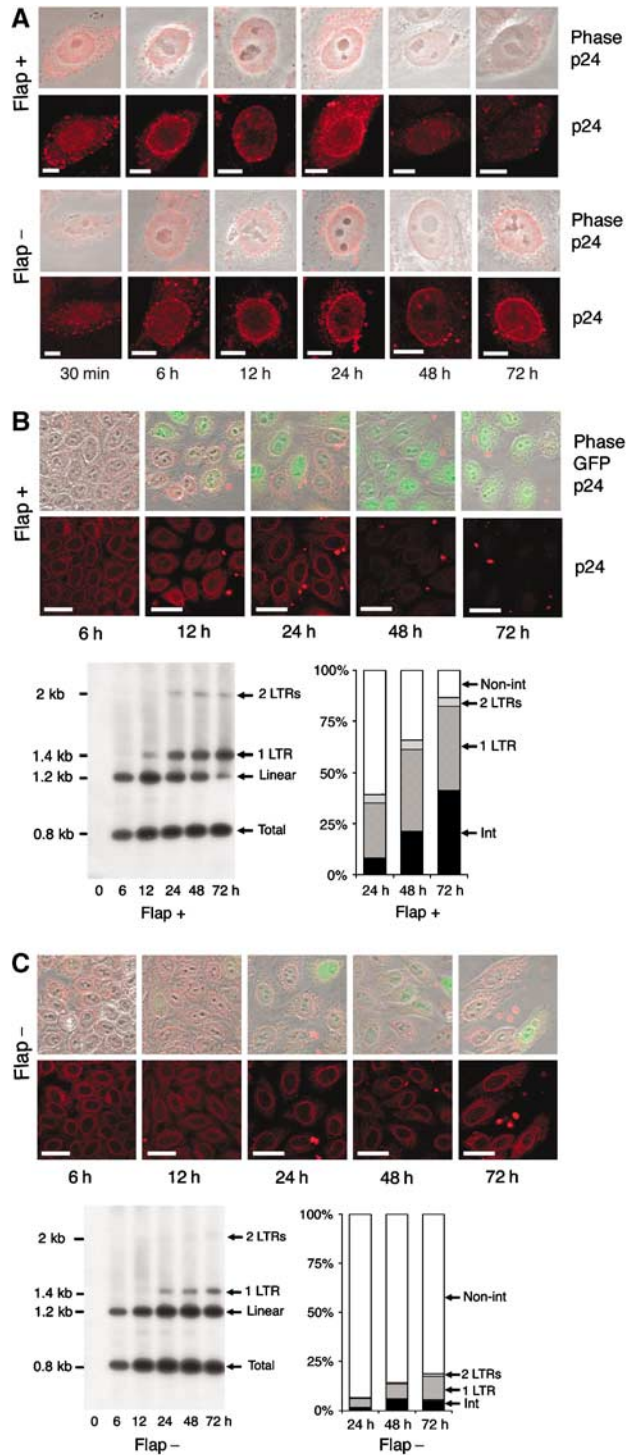 A
Flap +
Phase
p24
p24
Flap –
Phase
p24
p24
30 min 6 h 12 h 24 h 48 h 72 h
B
Flap +
Phase
GFP
p24
p24
6 h 12 h 24 h 48 h 72 h
2 kb
1.4 kb
1.2 kb
0.8 kb
2 LTRs
1 LTR
Linear
Total
0 6 12 24 48 72 h
Flap +
100%
75%
50%
25%
0%
Non-int
2 LTRs
1 LTR
Int
24 h 48 h 72 h
Flap +
C
Flap –
6 h 12 h 24 h 48 h 72 h
2 kb
1.4 kb
1.2 kb
0.8 kb
2 LTRs
1 LTR
Linear
Total
0 6 12 24 48 72 h
Flap –
100%
75%
50%
25%
0%
Non-int
2 LTRs
1 LTR
Int
24 h 48 h 72 h
Flap –